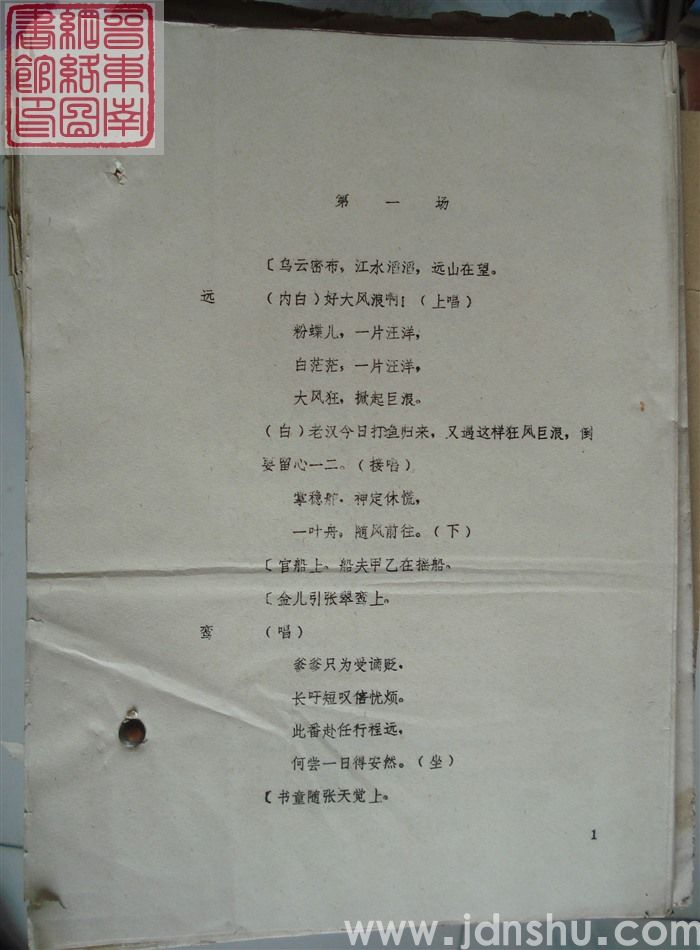 晋东南
网络图
书馆印
第一场
〔乌云密布，江水滔滔，远山在望。
远 （内白）好大风浪啊！（上唱）
粉蝶儿，一片汪洋，
白茫茫，一片汪洋，
大风狂，掀起巨浪。
（白）老汉今日打鱼归来，又遇这样狂风巨浪，倒
要留心一二。（接唱）
掌稳舵，神定休慌，
一叶舟，随风前往。（下）
〔官船上。船夫甲乙在摇船。
〔金儿引张翠鸾上。
鸾 （唱）
爹爹只为受谪贬，
长吁短叹倍忧烦。
此番赴任行程远，
何尝一日得安然。（坐）
〔书童随张天觉上。
1
www.jdnshu.com